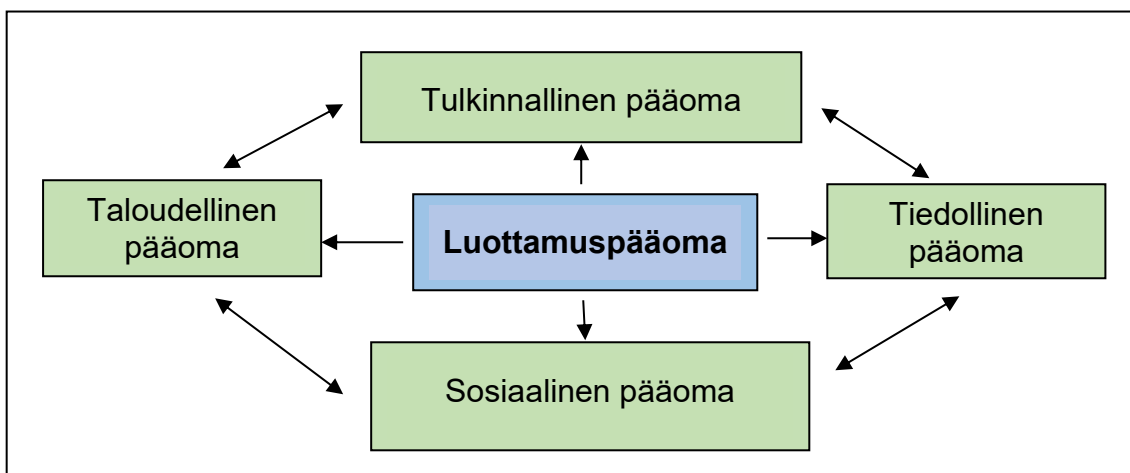 Tulkinnallinen pääoma
Taloudellinen
pääoma
Luottamuspääoma
Tiedollinen
pääoma
Sosiaalinen pääoma